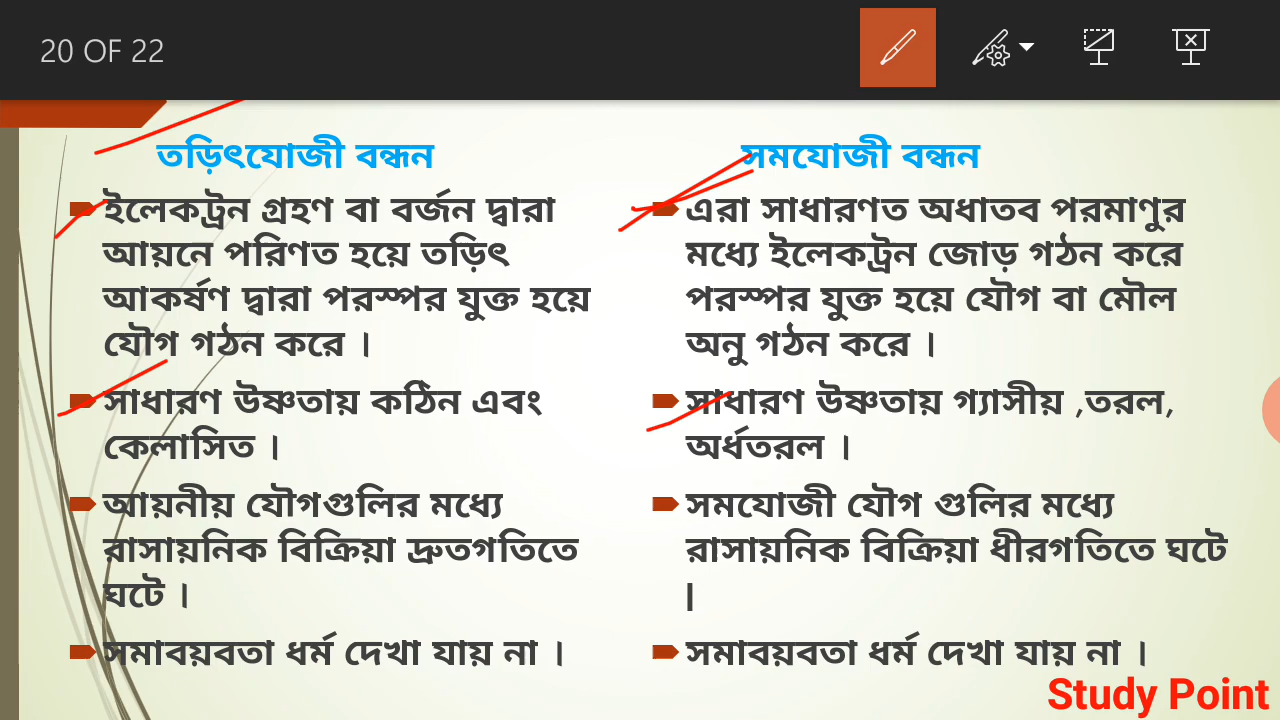 20 OF 22
তড়িৎযোজী বন্ধন
ইলেকট্রন গ্রহণ বা বর্জন দ্বারা
আয়নে পরিণত হয়ে তড়িৎ
আকর্ষণ দ্বারা পরস্পর যুক্ত হয়ে
যৌগ গঠন করে ।
সাধারণ উষ্ণতায় কঠিন এবং
কেলাসিত ।
আয়নীয় যৌগগুলির মধ্যে
রাসায়নিক বিক্রিয়া দ্রুতগতিতে
ঘটে ।
সমাবয়বতা ধর্ম দেখা যায় না ।
সমযোজী বন্ধন
এরা সাধারণত অধাতব পরমাণুর
মধ্যে ইলেকট্রন জোড় গঠন করে
পরস্পর যুক্ত হয়ে যৌগ বা মৌল
অনু গঠন করে ।
সাধারণ উষ্ণতায় গ্যাসীয় ,তরল,
অর্ধতরল ।
সমযোজী যৌগ গুলির মধ্যে
রাসায়নিক বিক্রিয়া ধীরগতিতে ঘটে
।
সমাবয়বতা ধর্ম দেখা যায় না ।
Study Point